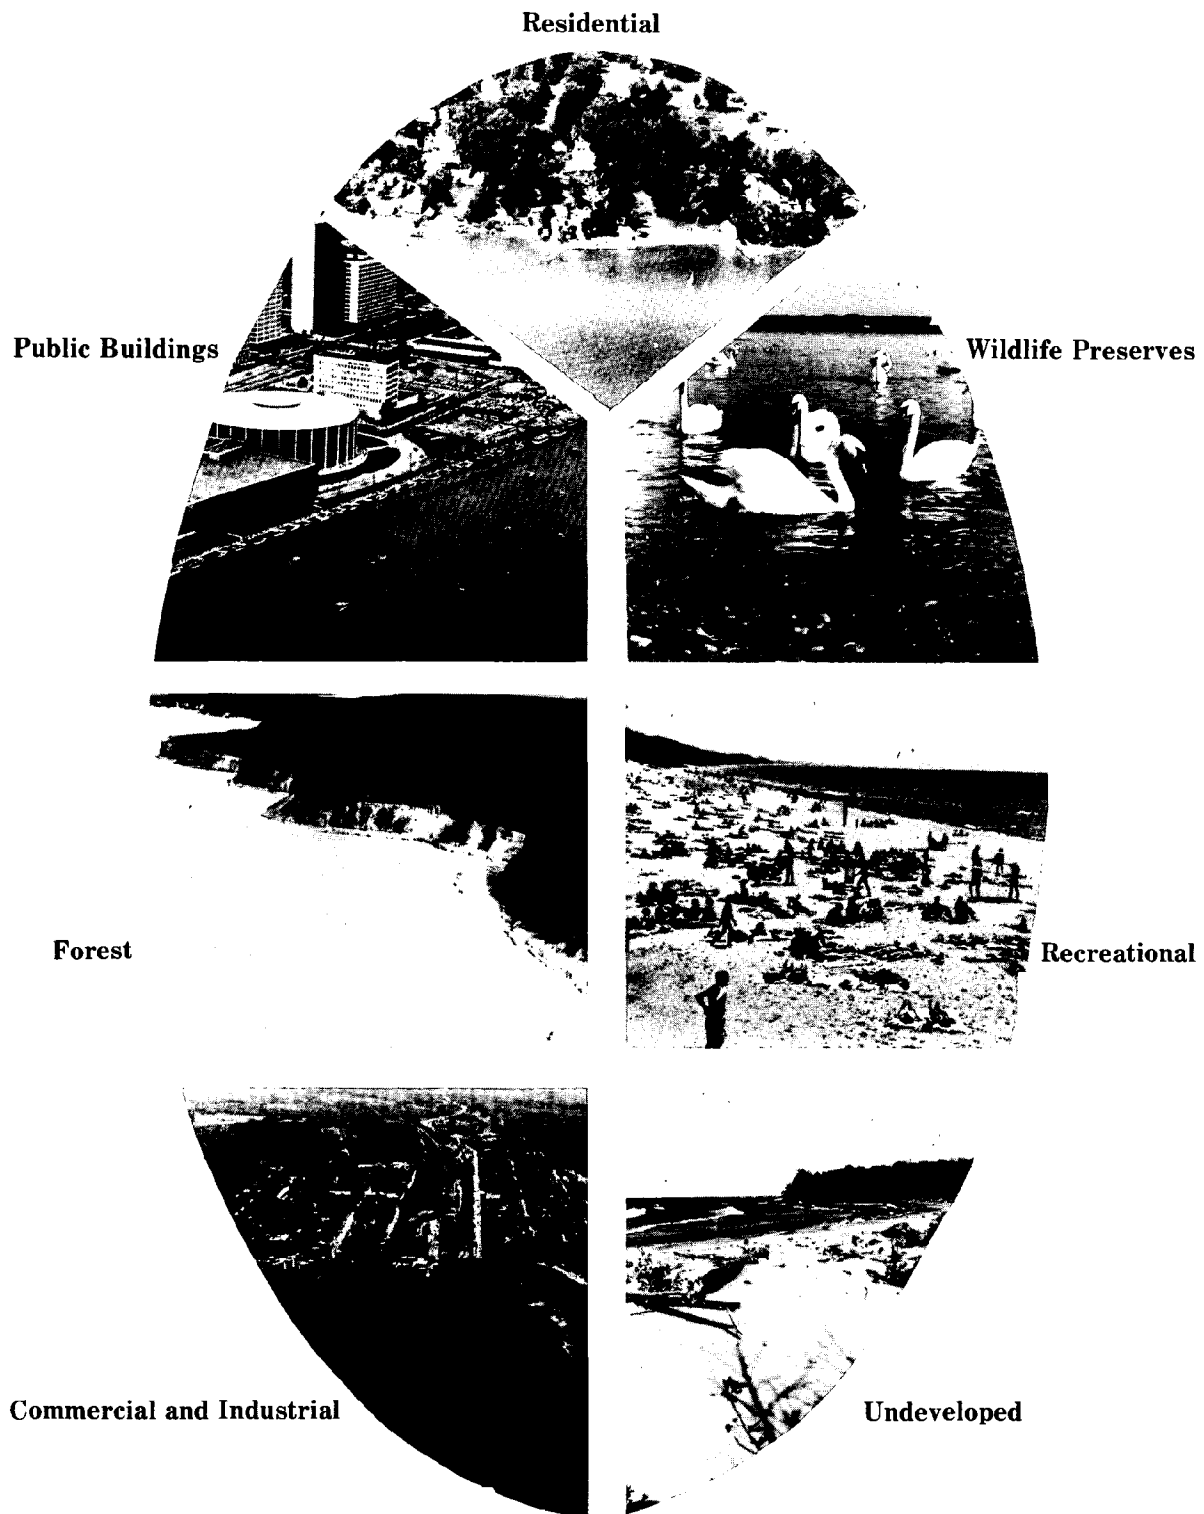 Residential
Public Buildings
Wildlife Preserves
Forest
Recreational
Commercial and Industrial
Undeveloped